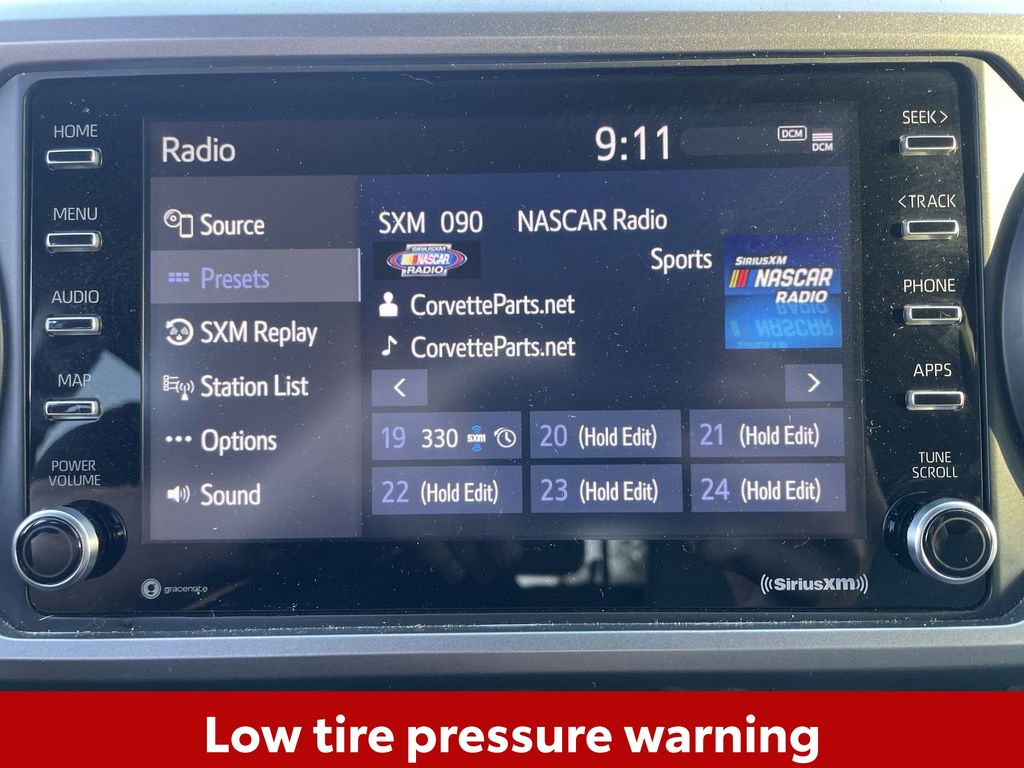 HOME
MENU
AUDIO
MAP
POWER
VOLUME
Radio
9:11
DCM
DCM
Source
Presets
SXM Replay
Station List
Options
Sound
SXM 090 NASCAR Radio
SIRIUSXM
NASCAR
RADIO
Sports
SIRIUSXM
NASCAR
RADIO
CorvetteParts.net
CorvetteParts.net
<
>
19 330 SXM
20 (Hold Edit)
21 (Hold Edit)
22 (Hold Edit)
23 (Hold Edit)
24 (Hold Edit)
SEEK >
< TRACK
PHONE
APPS
TUNE
SCROLL
gracenote
((SiriusXM))
Low tire pressure warning